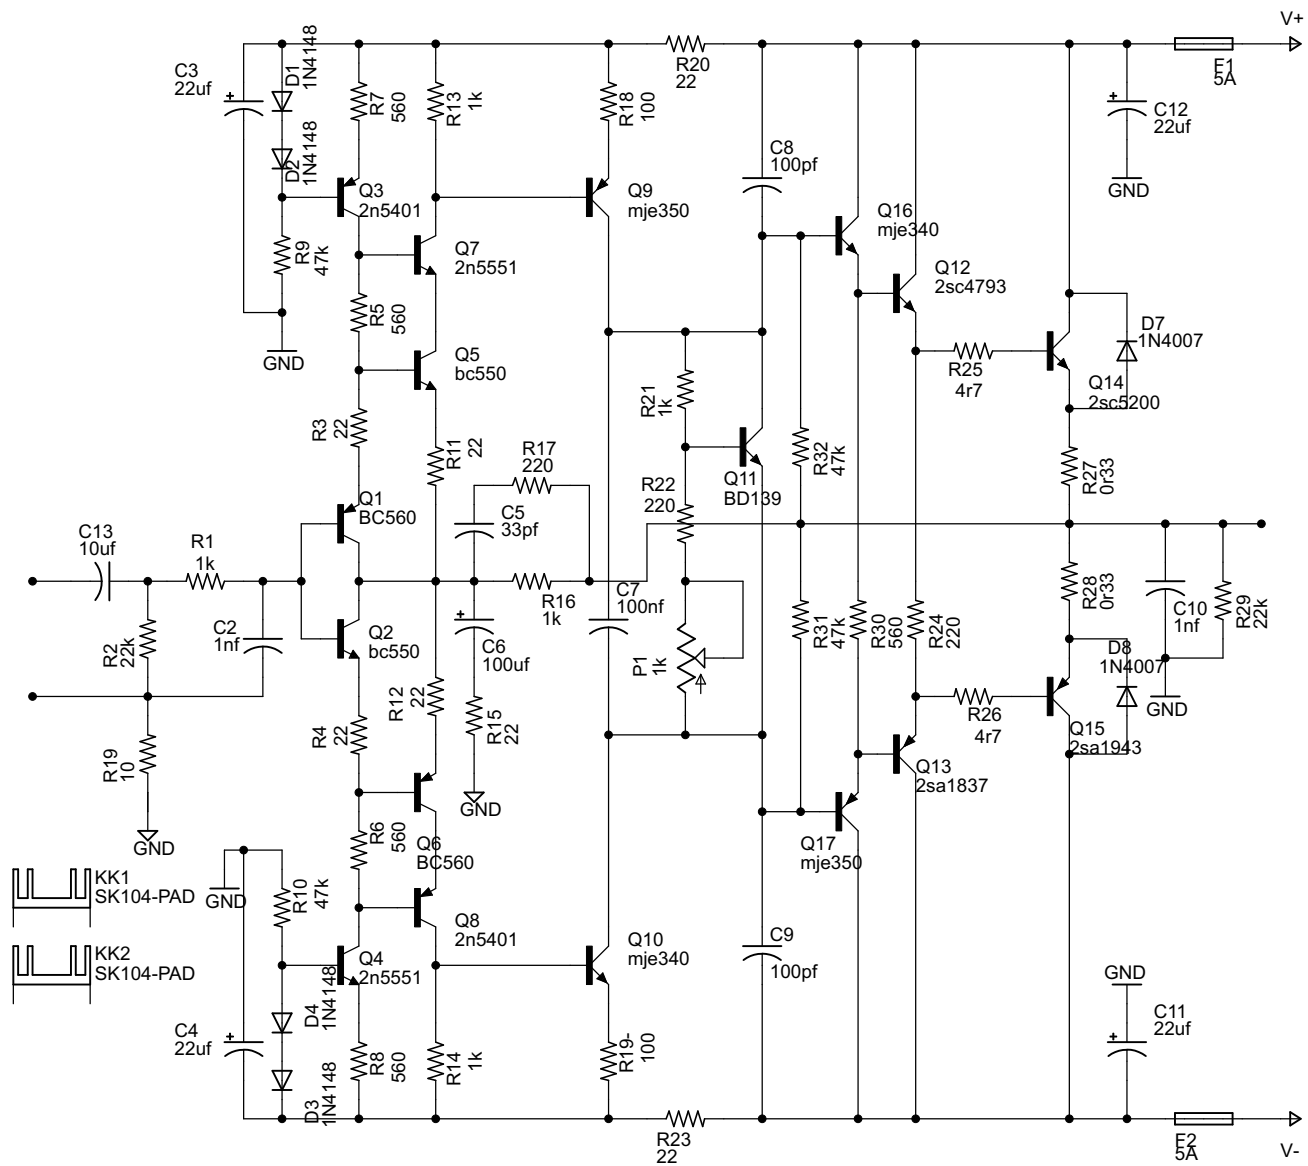 V+
C3
22uf
D1
1N4148
D2
1N4148
R7
560
R13
1k
R18
100
R20
22
F1
5A
C12
22uf
GND
C8
100pf
Q3
2n5401
Q9
mje350
Q16
mje340
R9
47k
Q7
2n5551
Q12
2sc4793
R5
560
D7
1N4007
GND
Q5
bc550
R25
4r7
Q14
2sc5200
R3
22
R11
22
R21
1k
R32
47k
R27
0r33
R17
220
R22
220
Q11
BD139
Q1
BC560
C5
33pf
C13
10uf
R1
1k
R28
0r33
R16
1k
C7
100nf
C2
1nf
R2
22k
Q2
bc550
C6
100uf
P1
1k
R31
47k
R30
560
R24
220
C10
1nf
R29
22k
D8
1N4007
R12
22
GND
R4
22
R15
22
R26
4r7
Q15
2sa1943
R19
10
Q13
2sa1837
GND
GND
R6
560
Q6
BC560
Q17
mje350
KK1
SK104-PAD
GND
R10
47k
Q8
2n5401
KK2
SK104-PAD
Q4
2n5551
Q10
mje340
C9
100pf
GND
D4
1N4148
C4
22uf
C11
22uf
D3
1N4148
R8
560
R14
1k
R19-
100
R23
22
F2
5A
V-